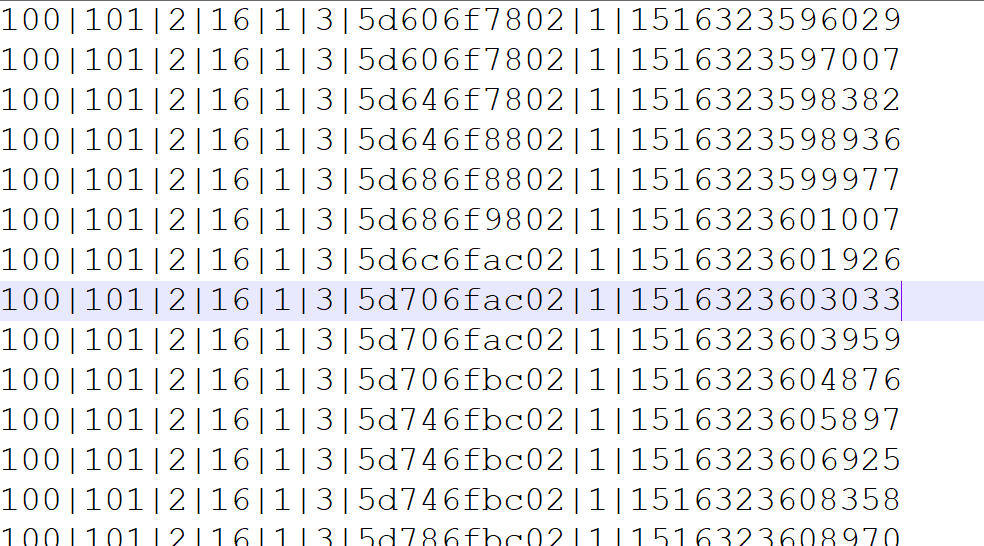 100|101|2|16|1|3|5d606f7802|1|1516323596029
100|101|2|16|1|3|5d606f7802|1|1516323597007
100|101|2|16|1|3|5d646f7802|1|1516323598382
100|101|2|16|1|3|5d646f8802|1|1516323598936
100|101|2|16|1|3|5d686f8802|1|1516323599977
100|101|2|16|1|3|5d686f9802|1|1516323601007
100|101|2|16|1|3|5d6c6fac02|1|1516323601926
100|101|2|16|1|3|5d706fac02|1|1516323603033
100|101|2|16|1|3|5d706fac02|1|1516323603959
100|101|2|16|1|3|5d706fbc02|1|1516323604876
100|101|2|16|1|3|5d746fbc02|1|1516323605897
100|101|2|16|1|3|5d746fbc02|1|1516323606925
100|101|2|16|1|3|5d746fbc02|1|1516323608358
100|101|2|16|1|3|5d786fbc02|1|1516323608970